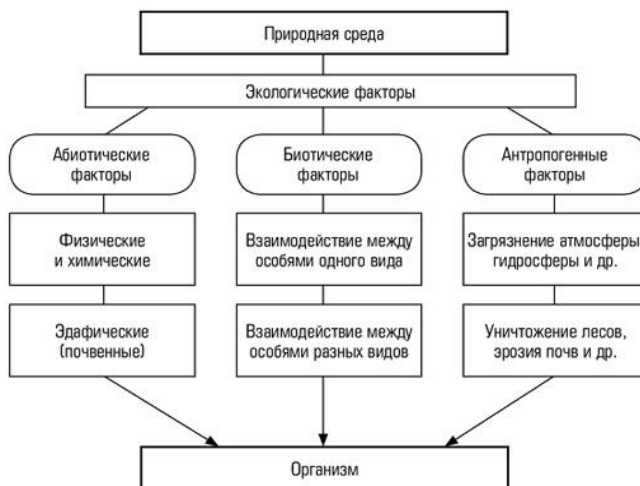 Природная среда
Экологические факторы
Абиотические
факторы
Биотические
факторы
Антропогенные
факторы
Физические
и химические
Взаимодействие между
особями одного вида
Загрязнение атмосферы,
гидросферы и др.
Эдафические
(почвенные)
Взаимодействие между
особями разных видов
Уничтожение лесов,
эрозия почв и др.
Организм